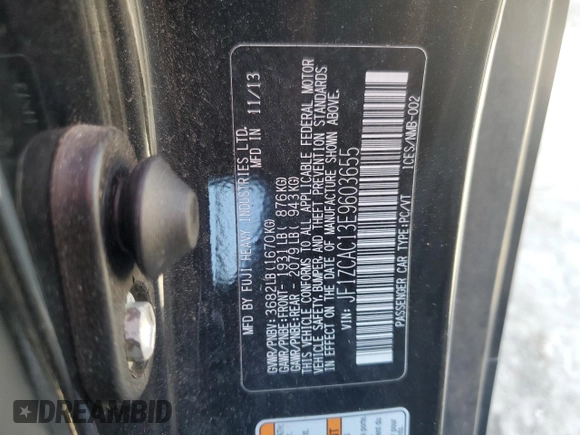 MFD BY FUJI HEAVY INDUSTRIES LTD.
MFD IN 11/13
GVWR/PNBV:3682LB(1670KG)
GAWR/PNBE:FRONT- 1931LB( 876KG)
GAWR/PNBE:REAR - 2079LB( 943KG)
THIS VEHICLE CONFORMS TO ALL APPLICABLE FEDERAL MOTOR
VEHICLE SAFETY, BUMPER, AND THEFT PREVENTION STANDARDS
IN EFFECT ON THE DATE OF MANUFACTURE SHOWN ABOVE.
VIN: JF1ZCAC13E9603655
PASSENGER CAR TYPE:PC/VT
ICES/NMB-002
DREAMBID